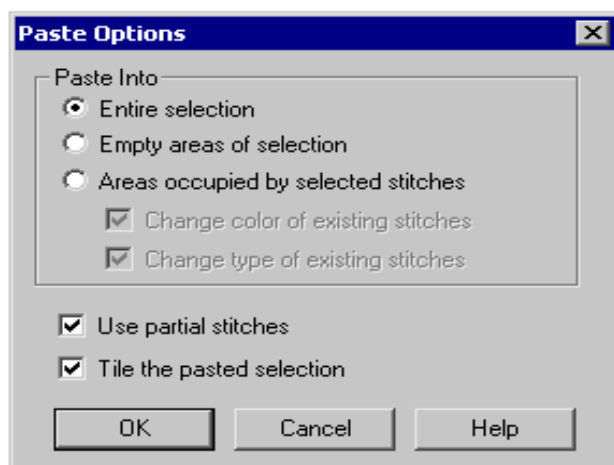 Paste Options
Paste Into
Entire selection
Empty areas of selection
Areas occupied by selected stitches
Change color of existing stitches
Change type of existing stitches
Use partial stitches
Tile the pasted selection
OK Cancel Help